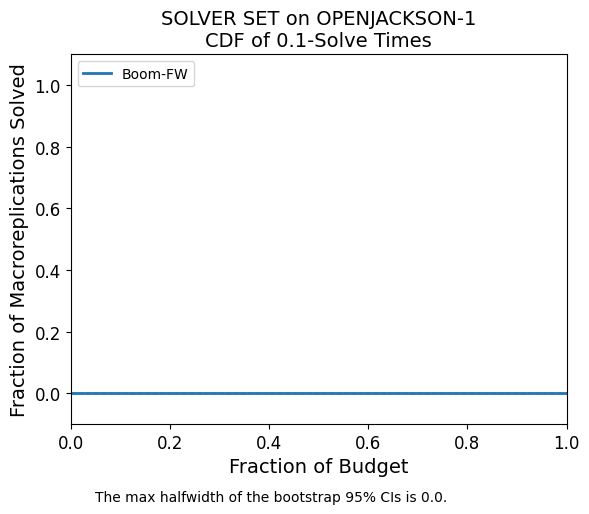 SOLVER SET on OPENJACKSON-1
CDF of 0.1-Solve Times
Boom-FW
Fraction of Macroreplications Solved
1.0
0.8
0.6
0.4
0.2
0.0
0.0 0.2 0.4 0.6 0.8 1.0
Fraction of Budget
The max halfwidth of the bootstrap 95% CIs is 0.0.